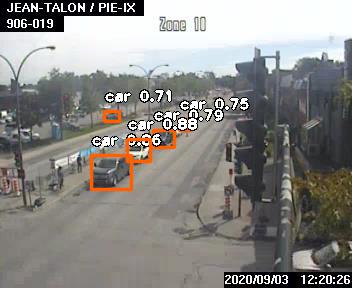 JEAN-TALON / PIE-IX
906-019
Zone 10
car 0.71
car 0.75
car 0.79
car 0.88
car 0.86
2020/09/03 12:20:26